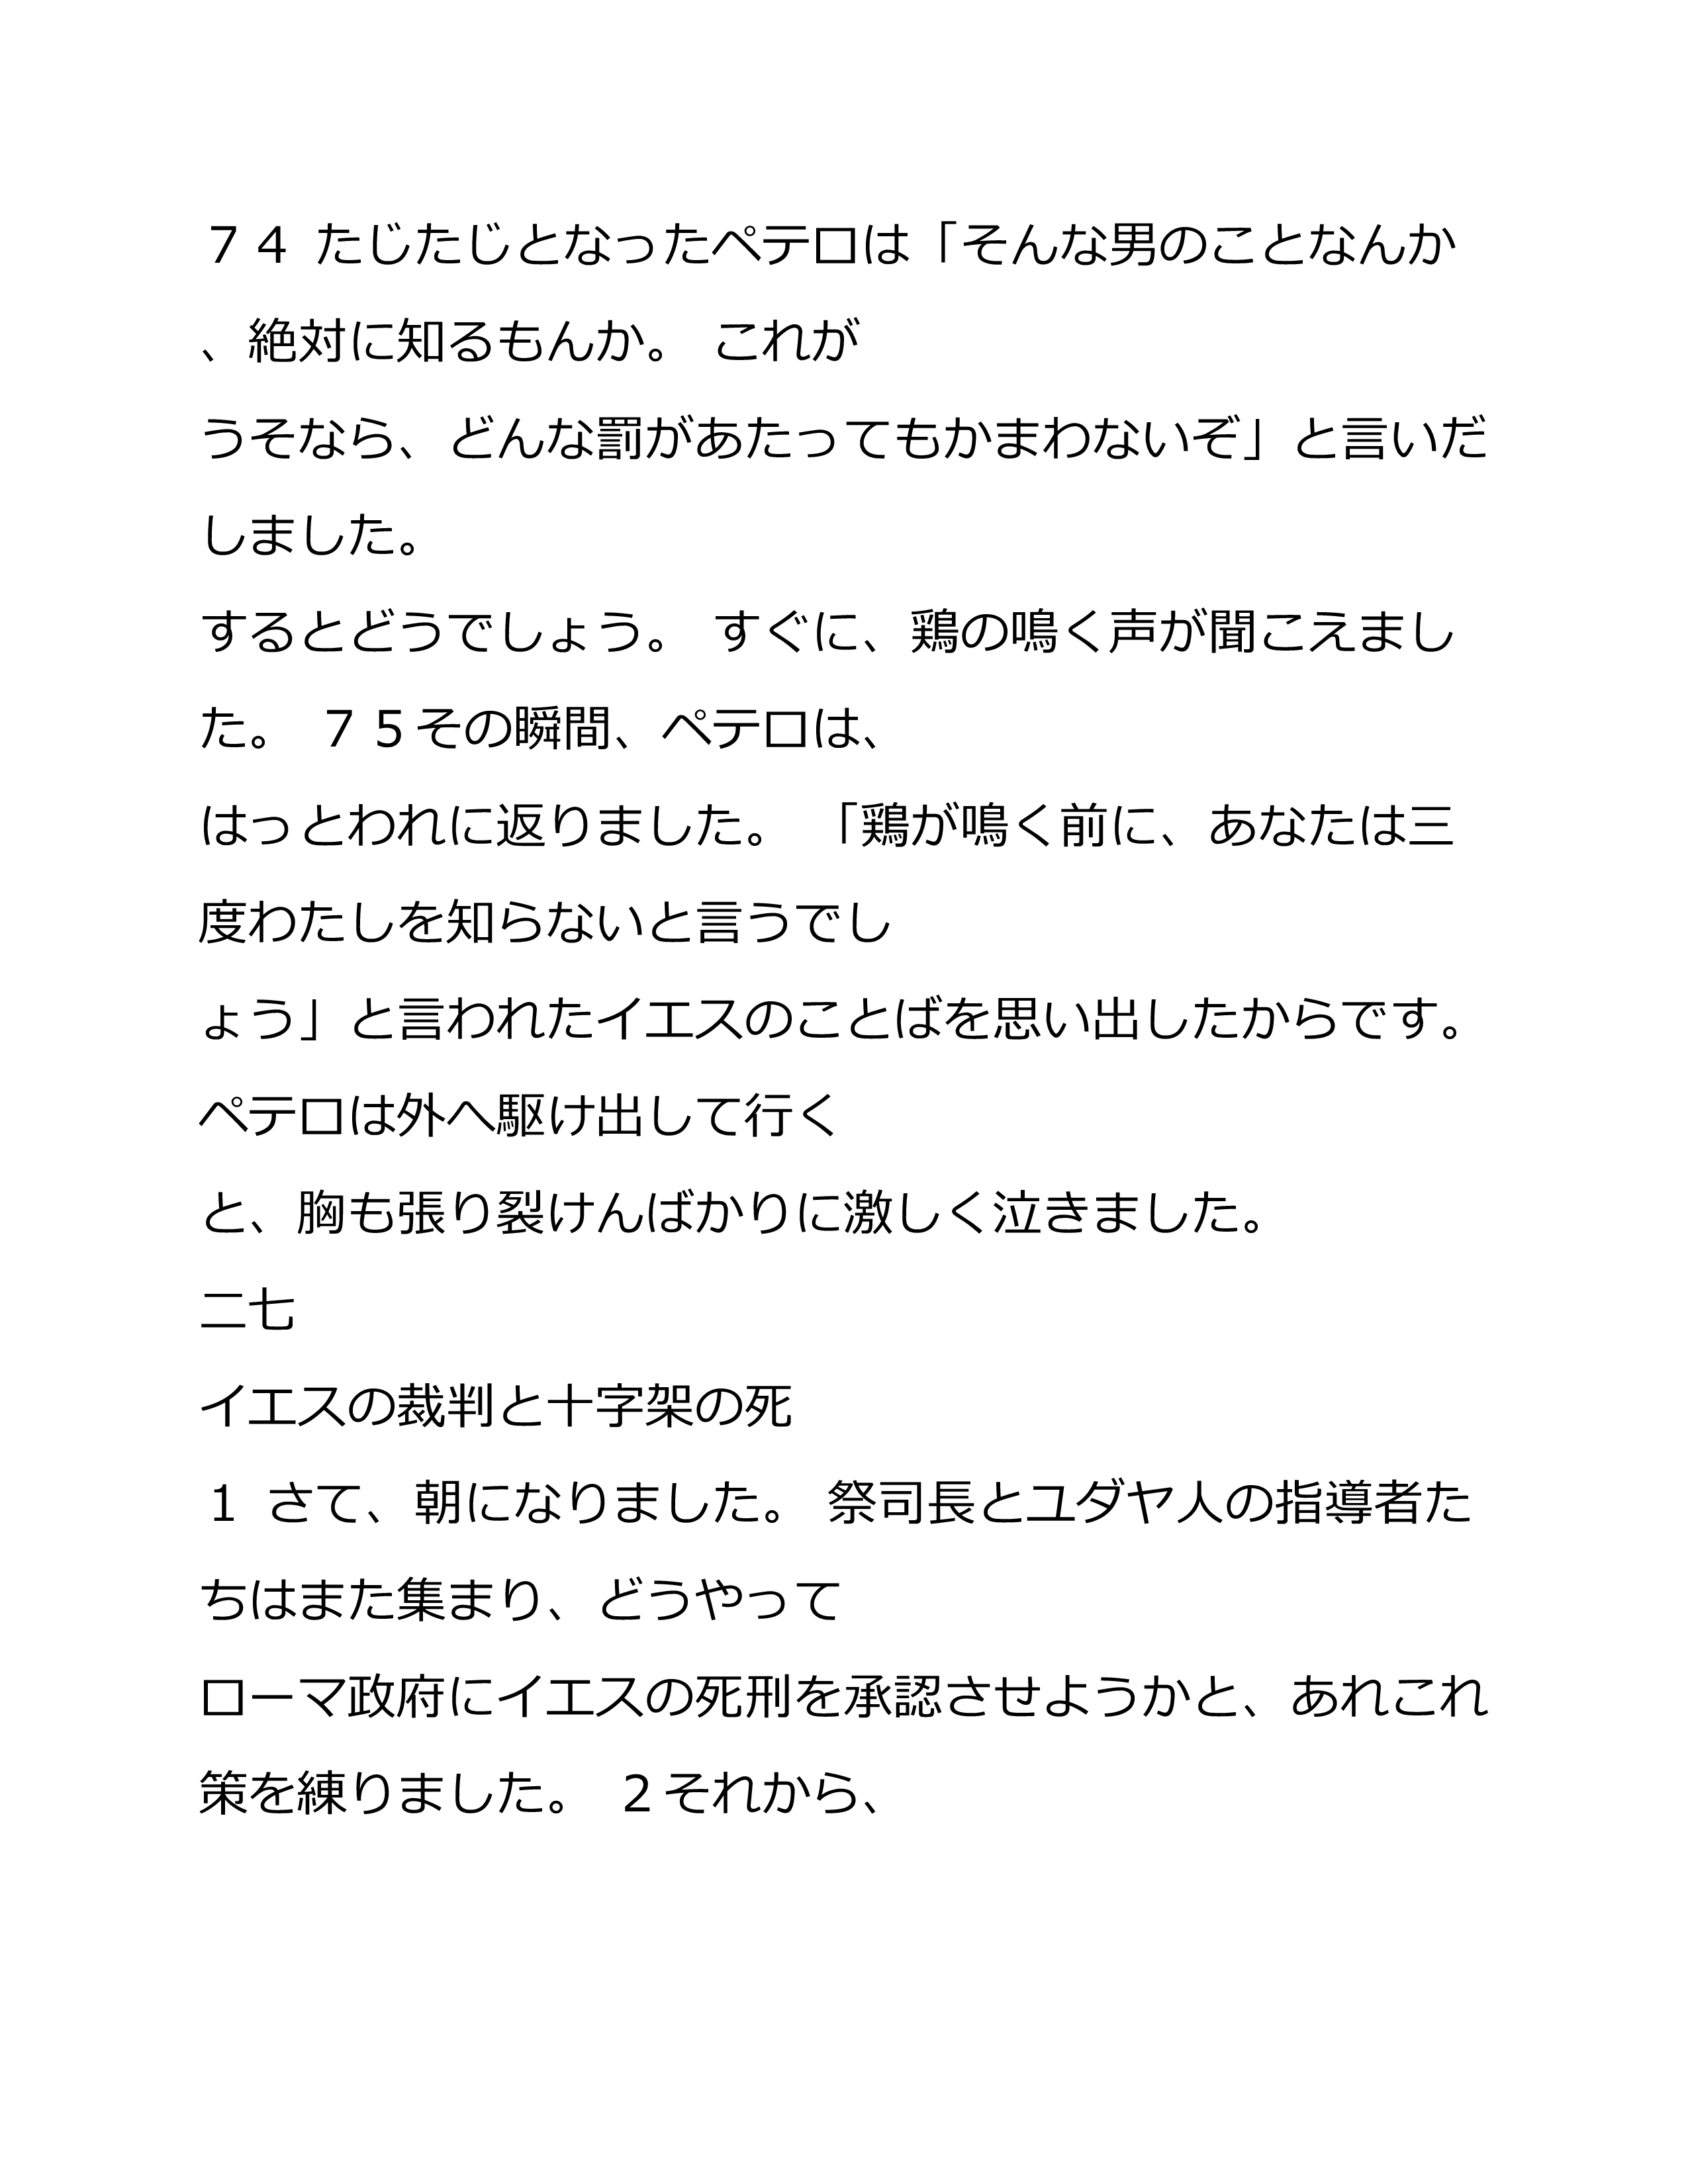 ７４ たじたじとなったペテロは「そんな男のことなんか
、絶対に知るもんか。 これが
うそなら、どんな罰があたってもかまわないぞ」と言いだ
しました。
するとどうでしょう。 すぐに、鶏の鳴く声が聞こえまし
た。 ７５その瞬間、ペテロは、
はっとわれに返りました。 「鶏が鳴く前に、あなたは三
度わたしを知らないと言うでし
ょう」と言われたイエスのことばを思い出したからです。
ペテロは外へ駆け出して行く
と、胸も張り裂けんばかりに激しく泣きました。
二七
イエスの裁判と十字架の死
１ さて、朝になりました。 祭司長とユダヤ人の指導者た
ちはまた集まり、どうやって
ローマ政府にイエスの死刑を承認させようかと、あれこれ
策を練りました。 ２それから、